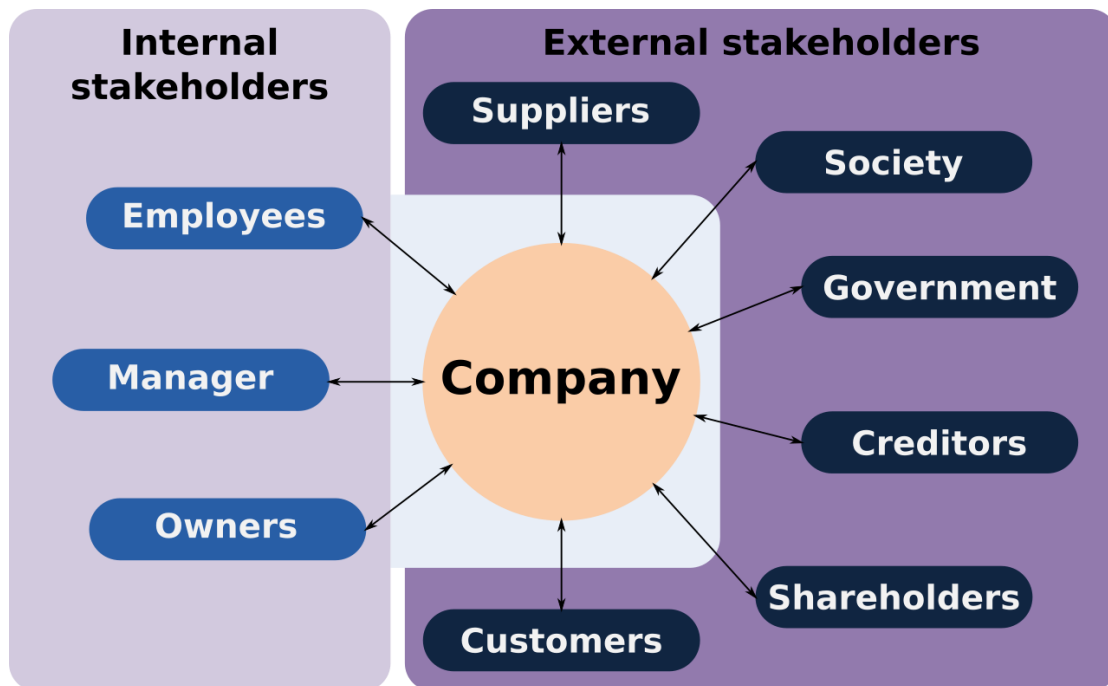 Internal
stakeholders
Employees
Manager
Owners
Company
External stakeholders
Suppliers
Society
Government
Creditors
Shareholders
Customers